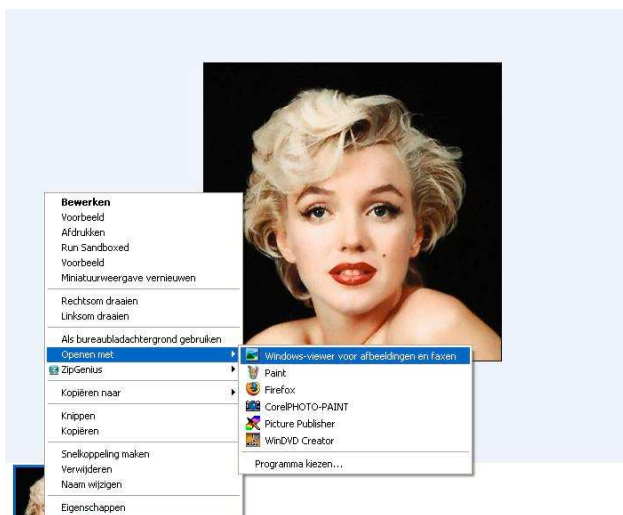 Bewerken
Voorbeeld
Afdrukken
Run Sandboxed
Voorbeeld
Miniatuurweergave vernieuwen
Rechtsom draaien
Linksom draaien
Als bureaubladachtergrond gebruiken
Openen met
ZipGenius
Kopiëren naar
Knippen
Kopiëren
Snelkoppeling maken
Verwijderen
Naam wijzigen
Eigenschappen
Windows-viewer voor afbeeldingen en faxen
Paint
Firefox
CorelPHOTO-PAINT
Picture Publisher
WinDVD Creator
Programma kiezen...